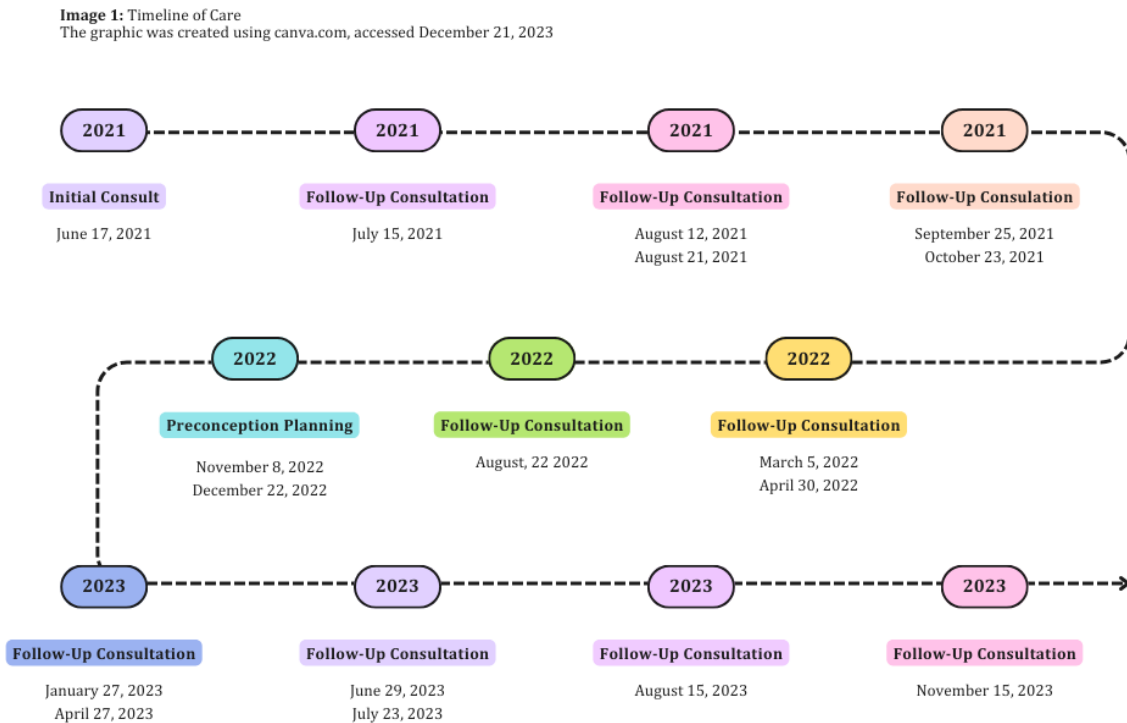 Image 1: Timeline of Care
The graphic was created using canva.com, accessed December 21, 2023
2021
Initial Consult
June 17, 2021
2021
Follow-Up Consultation
July 15, 2021
2021
Follow-Up Consultation
August 12, 2021
August 21, 2021
2021
Follow-Up Consulation
September 25, 2021
October 23, 2021
2022
Follow-Up Consultation
March 5, 2022
April 30, 2022
2022
Follow-Up Consultation
August, 22 2022
2022
Preconception Planning
November 8, 2022
December 22, 2022
2023
Follow-Up Consultation
January 27, 2023
April 27, 2023
2023
Follow-Up Consultation
June 29, 2023
July 23, 2023
2023
Follow-Up Consultation
August 15, 2023
2023
Follow-Up Consultation
November 15, 2023